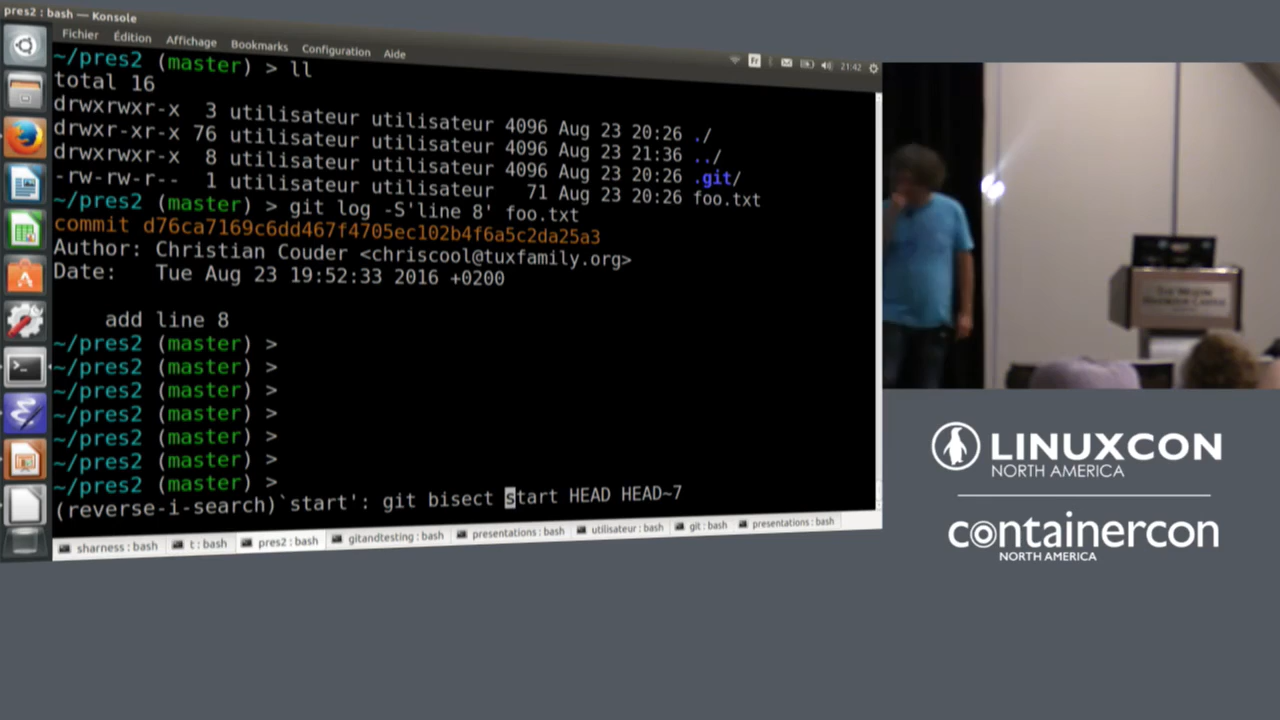 pres2 : bash — Konsole
Fichier Édition Affichage Bookmarks Configuration Aide
Fr 21:42
~/pres2 (master) > ll
total 16
drwxrwxr-x 3 utilisateur utilisateur 4096 Aug 23 20:26 ./
drwxr-xr-x 76 utilisateur utilisateur 4096 Aug 23 21:36 ../
drwxrwxr-x 8 utilisateur utilisateur 4096 Aug 23 20:26 .git/
-rw-rw-r-- 1 utilisateur utilisateur 71 Aug 23 20:26 foo.txt
~/pres2 (master) > git log -S'line 8' foo.txt
commit d76ca7169c6dd467f4705ec102b4f6a5c2da25a3
Author: Christian Couder <chriscool@tuxfamily.org>
Date: Tue Aug 23 19:52:33 2016 +0200
add line 8
~/pres2 (master) >
~/pres2 (master) >
~/pres2 (master) >
~/pres2 (master) >
~/pres2 (master) >
~/pres2 (master) >
~/pres2 (master) >
(reverse-i-search)`start': git bisect start HEAD HEAD~7
sharness : bash t : bash pres2 : bash gitandtesting : bash presentations : bash utilisateur : bash git : bash presentations : bash
LINUXCON
NORTH AMERICA
containercon
NORTH AMERICA